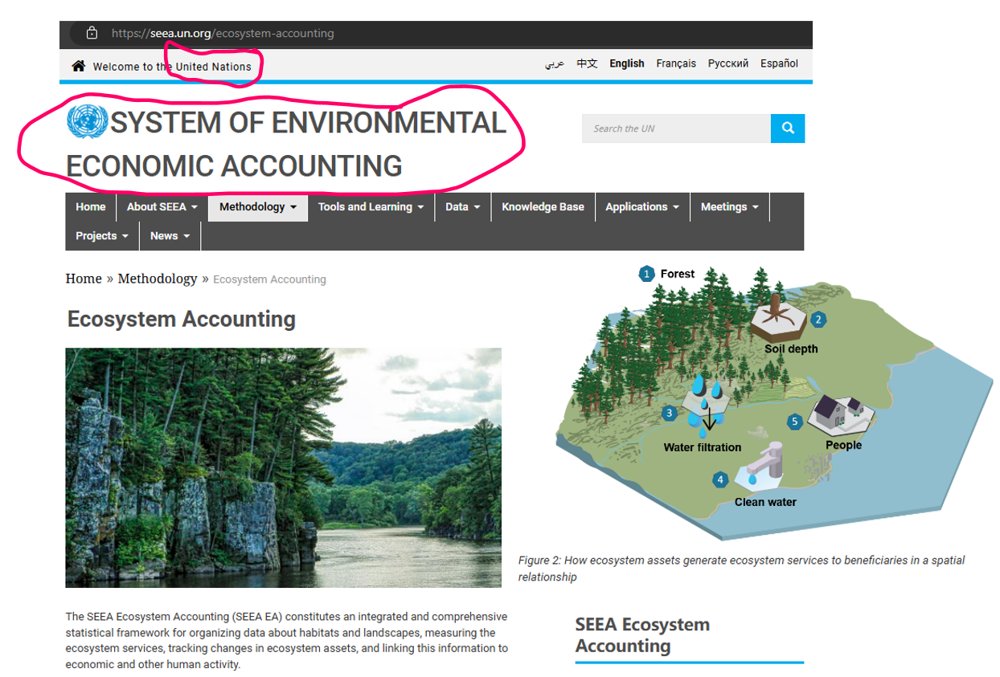 https://seea.un.org/ecosystem-accounting
Welcome to the United Nations
عربي 中文 English Français Русский Español
SYSTEM OF ENVIRONMENTAL
ECONOMIC ACCOUNTING
Search the UN
Home About SEEA Methodology Tools and Learning Data Knowledge Base Applications Meetings
Projects News
Home » Methodology » Ecosystem Accounting
Ecosystem Accounting
1 Forest
2
Soil depth
3
Water filtration
5
People
4
Clean water
Figure 2: How ecosystem assets generate ecosystem services to beneficiaries in a spatial
relationship
The SEEA Ecosystem Accounting (SEEA EA) constitutes an integrated and comprehensive
statistical framework for organizing data about habitats and landscapes, measuring the
ecosystem services, tracking changes in ecosystem assets, and linking this information to
economic and other human activity.
SEEA Ecosystem
Accounting